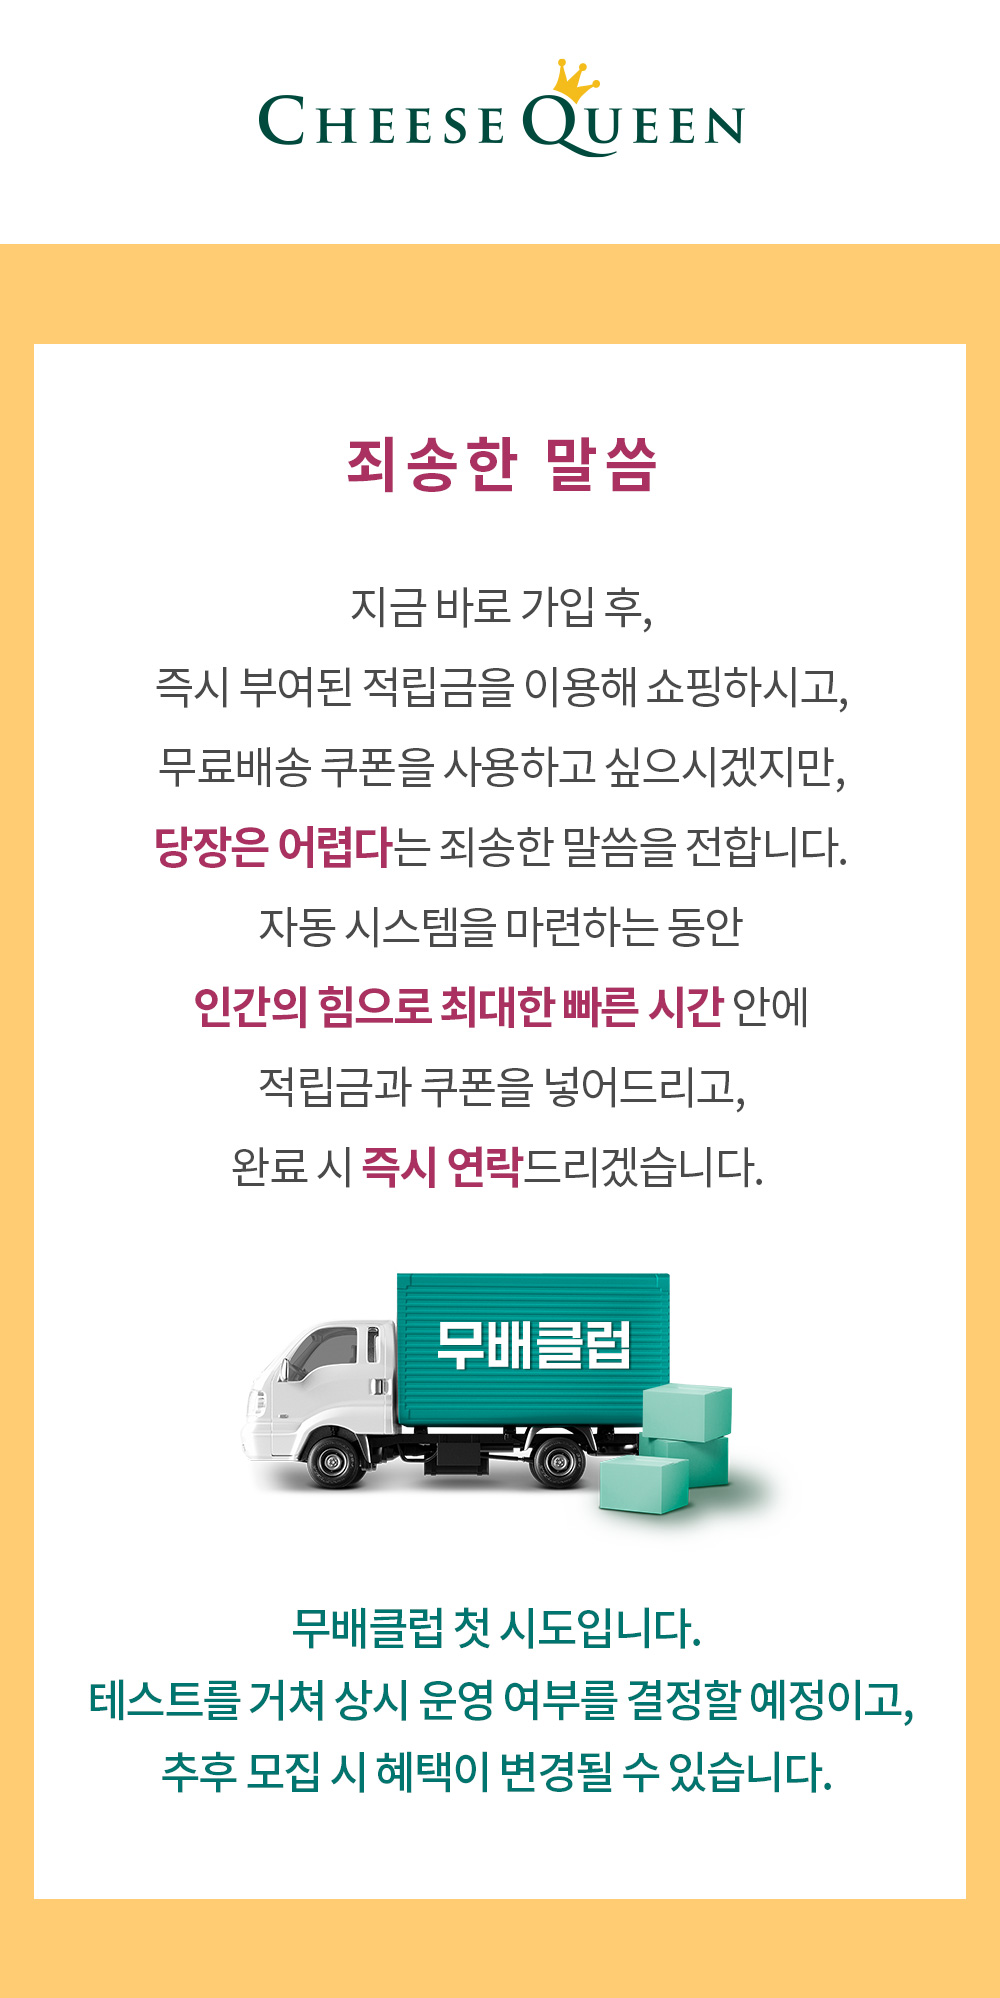 CHEESE QUEEN
죄송한 말씀
지금 바로 가입 후,
즉시 부여된 적립금을 이용해 쇼핑하시고,
무료배송 쿠폰을 사용하고 싶으시겠지만,
당장은 어렵다는 죄송한 말씀을 전합니다.
자동 시스템을 마련하는 동안
인간의 힘으로 최대한 빠른 시간 안에
적립금과 쿠폰을 넣어드리고,
완료 시 즉시 연락드리겠습니다.
무배클럽
무배클럽 첫 시도입니다.
테스트를 거쳐 상시 운영 여부를 결정할 예정이고,
추후 모집 시 혜택이 변경될 수 있습니다.